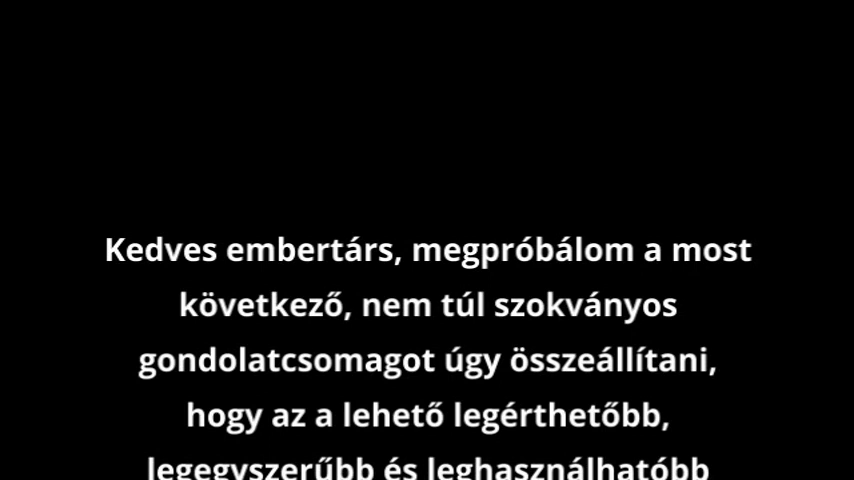 Kedves embertárs, megpróbálom a most
következő, nem túl szokványos
gondolatcsomagot úgy összeállítani,
hogy az a lehető legérthetőbb,
legegyszerűbb és leghasználhatóbb